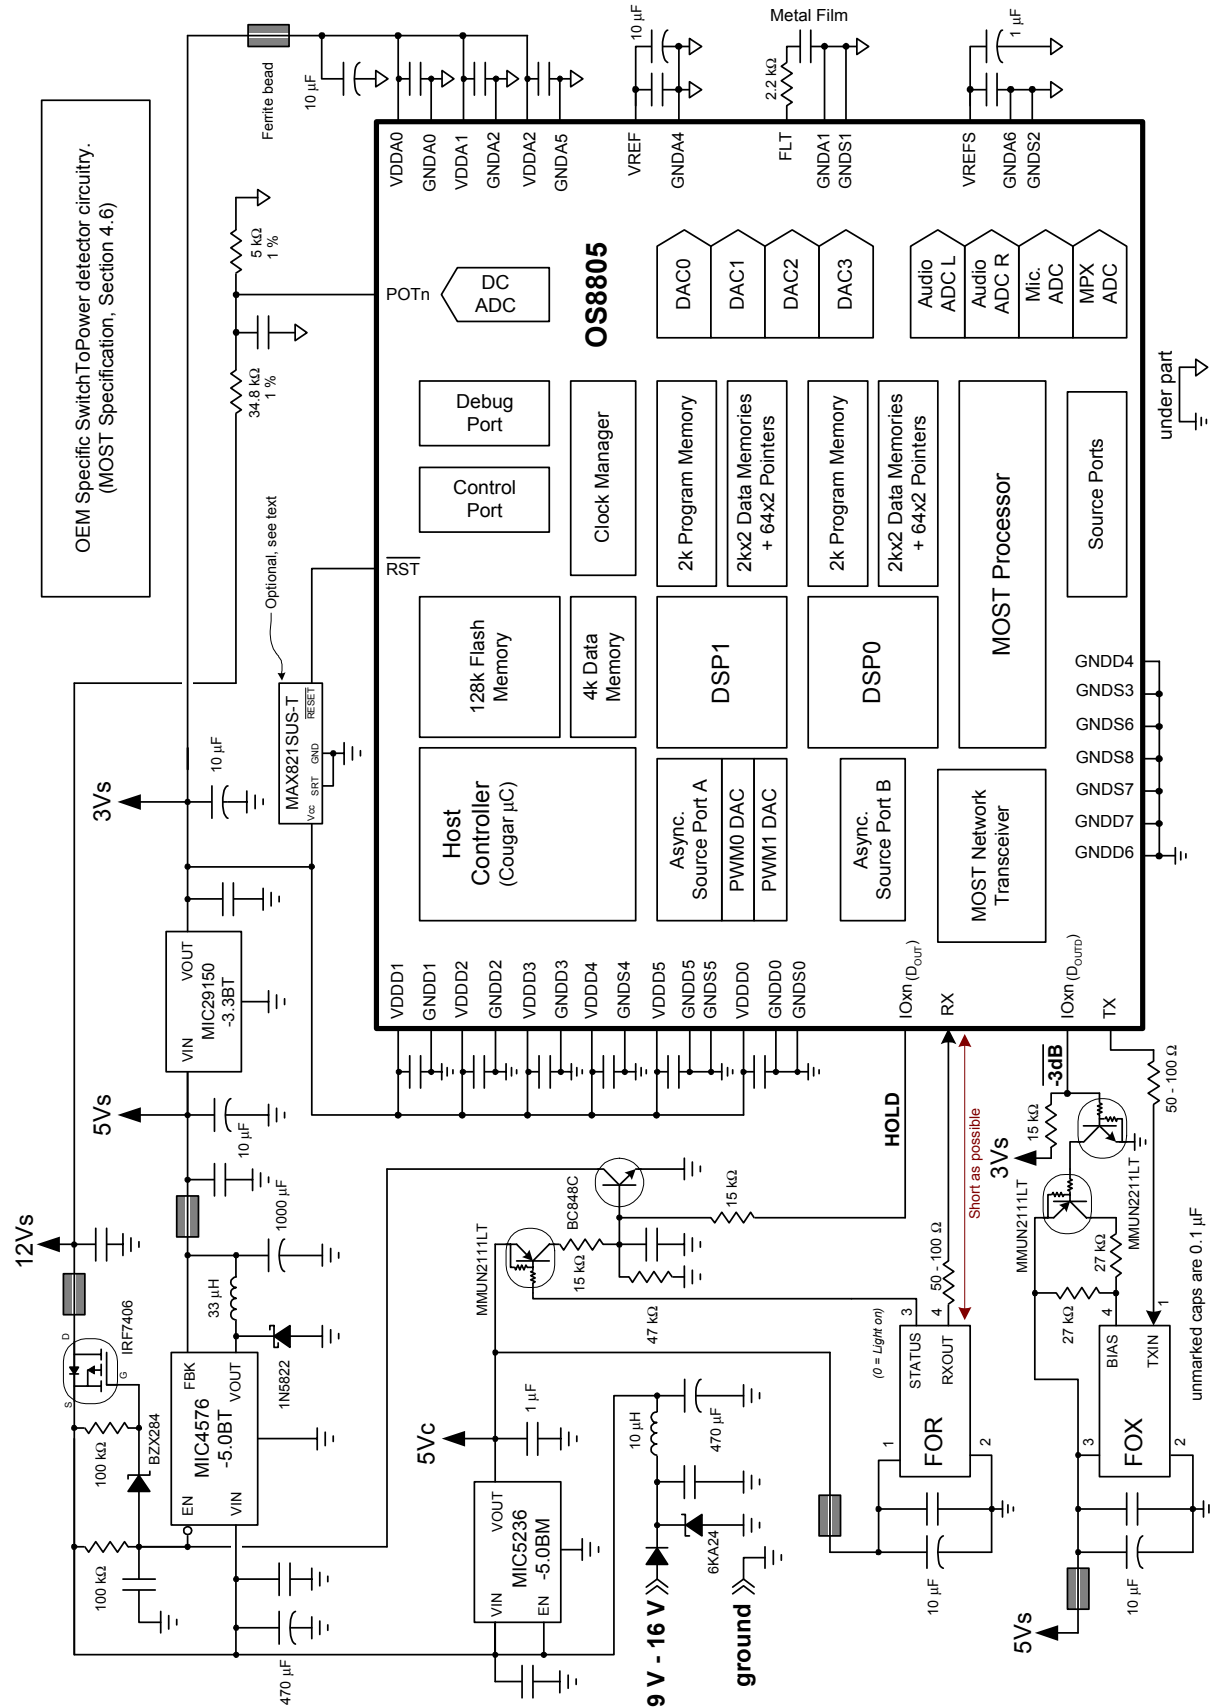 OEM Specific SwitchToPower detector circuitry.
(MOST Specification, Section 4.6)
12Vs
5Vs
3Vs
S
D
G
IRF7406
100 kΩ
BZX284
100 kΩ
470 µF
EN
FBK
VIN
VOUT
MIC4576
-5.0BT
33 µH
1N5822
1000 µF
10 µF
VIN
VOUT
MIC29150
-3.3BT
10 µF
MAX821SUS-T
Vcc
SRT
GND
RESET
Optional, see text
34.8 kΩ
1 %
5 kΩ
1 %
Ferrite bead
10 µF
5Vc
VIN
VOUT
EN
MIC5236
-5.0BM
1 µF
9 V - 16 V
ground
6KA24
10 µH
470 µF
MMUN2111LT
15 kΩ
BC848C
47 kΩ
15 kΩ
HOLD
VDDD1
GNDD1
VDDD2
GNDD2
VDDD3
GNDD3
VDDD4
GNDS4
VDDD5
GNDD5
GNDS5
VDDD0
GNDD0
GNDS0
IOxn (DOUT)
RX
IOxn (DOUTD)
TX
RST
POTn
VDDA0
GNDA0
VDDA1
GNDA2
VDDA2
GNDA5
VREF
GNDA4
10 µF
FLT
GNDA1
GNDS1
2.2 kΩ
Metal Film
VREFS
GNDA6
GNDS2
1 µF
OS8805
Host
Controller
(Cougar µC)
128k Flash
Memory
4k Data
Memory
Control
Port
Debug
Port
Clock Manager
DC
ADC
Async.
Source Port A
PWM0 DAC
PWM1 DAC
DSP1
2k Program Memory
2kx2 Data Memories
+ 64x2 Pointers
DAC0
DAC1
DAC2
DAC3
Async.
Source Port B
DSP0
2k Program Memory
2kx2 Data Memories
+ 64x2 Pointers
MOST Network
Transceiver
MOST Processor
Source Ports
Audio
ADC L
Audio
ADC R
Mic.
ADC
MPX
ADC
GNDD6
GNDD7
GNDS7
GNDS8
GNDS6
GNDS3
GNDD4
under part
(0 = Light on)
STATUS
RXOUT
3
4
1
2
FOR
10 µF
50 - 100 Ω
Short as possible
3Vs
15 kΩ
-3dB
MMUN2111LT
MMUN2211LT
27 kΩ
27 kΩ
50 - 100 Ω
BIAS
TXIN
4
1
3
2
FOX
5Vs
10 µF
unmarked caps are 0.1 µF